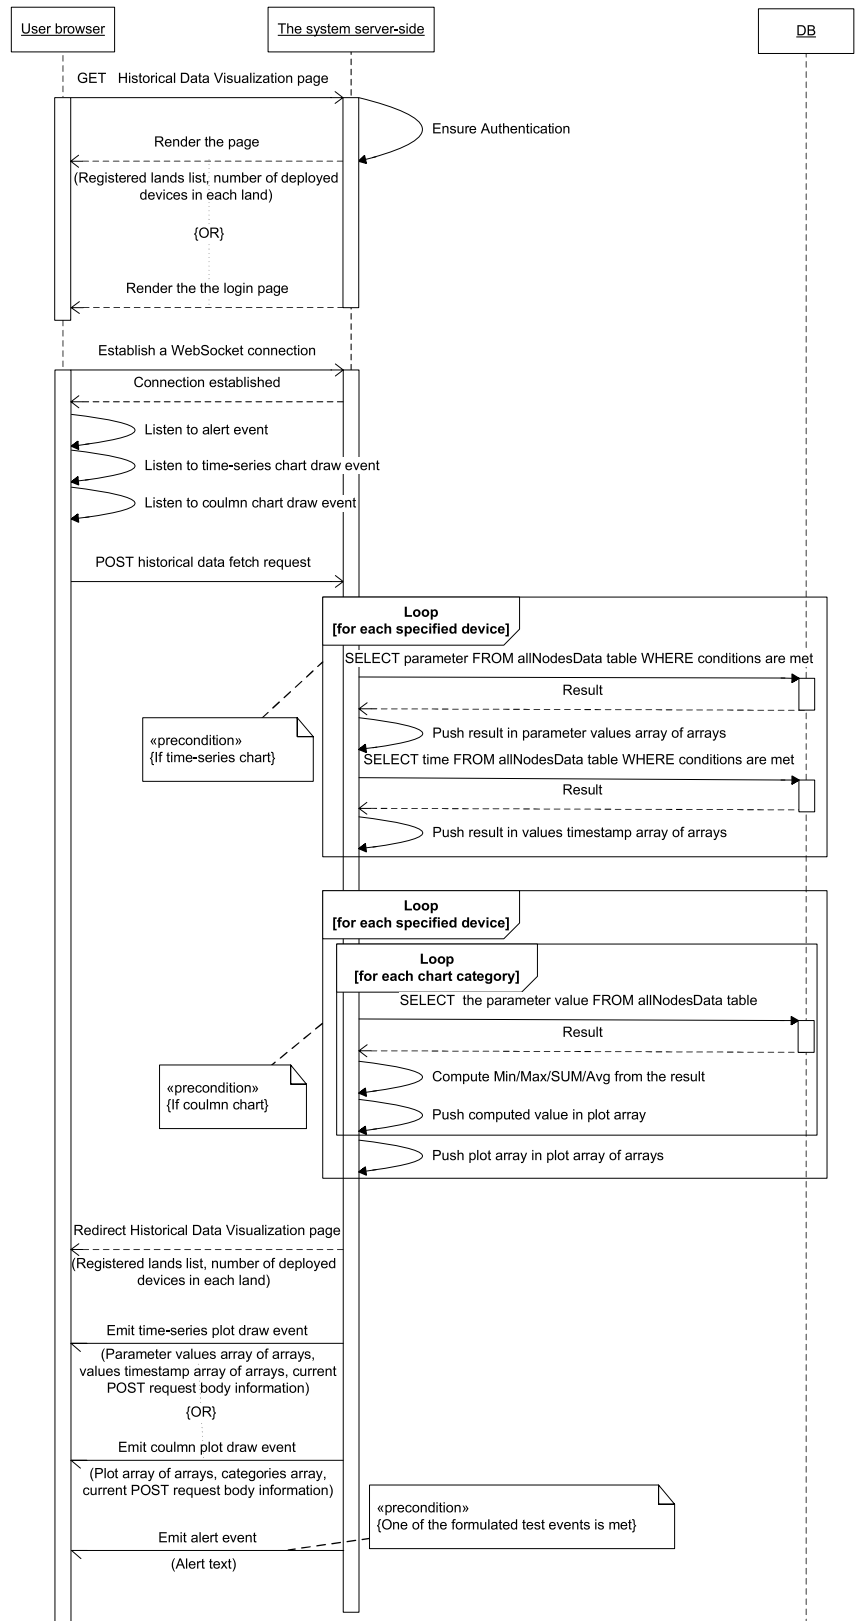 User browser
The system server-side
DB
GET   Historical Data Visualization page
Ensure Authentication
Render the page
(Registered lands list, number of deployed
devices in each land)
{OR}
Render the the login page
Establish a WebSocket connection
Connection established
Listen to alert event
Listen to time-series chart draw event
Listen to coulmn chart draw event
POST historical data fetch request
Loop
[for each specified device]
SELECT parameter FROM allNodesData table WHERE conditions are met
Result
«precondition»
{If time-series chart}
Push result in parameter values array of arrays
SELECT time FROM allNodesData table WHERE conditions are met
Result
Push result in values timestamp array of arrays
Loop
[for each specified device]
Loop
[for each chart category]
SELECT  the parameter value FROM allNodesData table
Result
«precondition»
{If coulmn chart}
Compute Min/Max/SUM/Avg from the result
Push computed value in plot array
Push plot array in plot array of arrays
Redirect Historical Data Visualization page
(Registered lands list, number of deployed
devices in each land)
Emit time-series plot draw event
(Parameter values array of arrays,
values timestamp array of arrays, current
POST request body information)
{OR}
Emit coulmn plot draw event
(Plot array of arrays, categories array,
current POST request body information)
«precondition»
{One of the formulated test events is met}
Emit alert event
(Alert text)